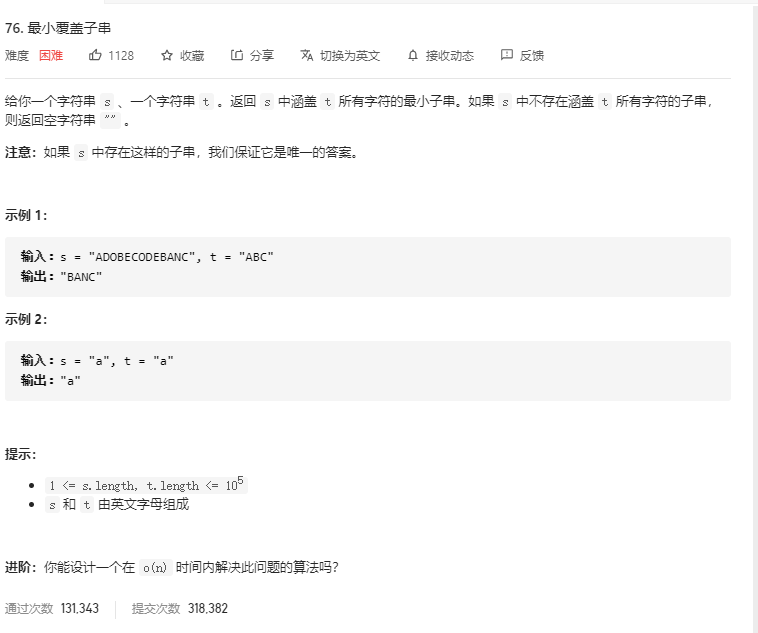 76. 最小覆盖子串
难度 困难 1128 收藏 分享 切换为英文 接收动态 反馈
给你一个字符串 s 、一个字符串 t 。返回 s 中涵盖 t 所有字符的最小子串。如果 s 中不存在涵盖 t 所有字符的子串,
则返回空字符串 "" 。
注意：如果 s 中存在这样的子串，我们保证它是唯一的答案。
示例 1：
输入：s = "ADOBECODEBANC", t = "ABC"
输出："BANC"
示例 2：
输入：s = "a", t = "a"
输出："a"
提示：
1 <= s.length, t.length <= 10⁵
s 和 t 由英文字母组成
进阶：你能设计一个在 o(n) 时间内解决此问题的算法吗?
通过次数 131,343 提交次数 318,382